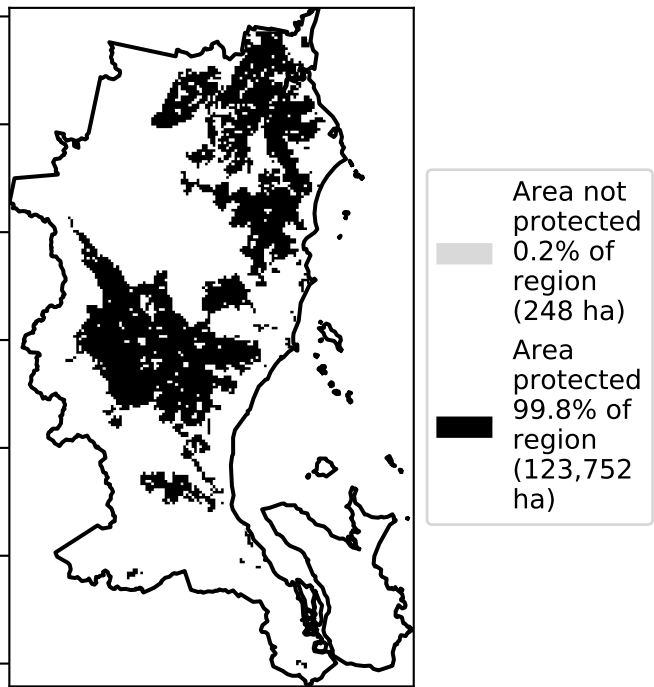 Area not
protected
0.2% of
region
(248 ha)
Area
protected
99.8% of
region
(123,752
ha)